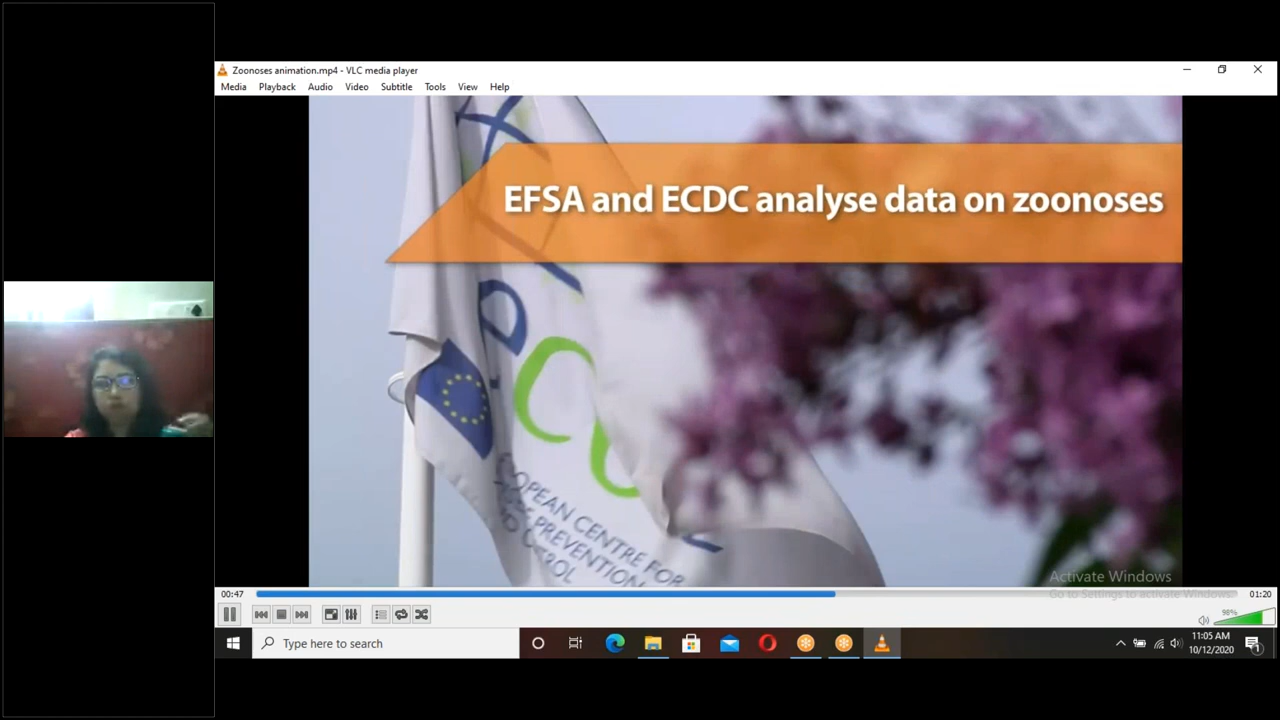 Zoonoses animation.mp4 - VLC media player
Media Playback Audio Video Subtitle Tools View Help
EFSA and ECDC analyse data on zoonoses
OPEAN CENTRE FOR
PREVENTION
Activate Windows
Go to Settings to activate Windows.
00:47
01:20
98%
Type here to search
11:05 AM
10/12/2020
1